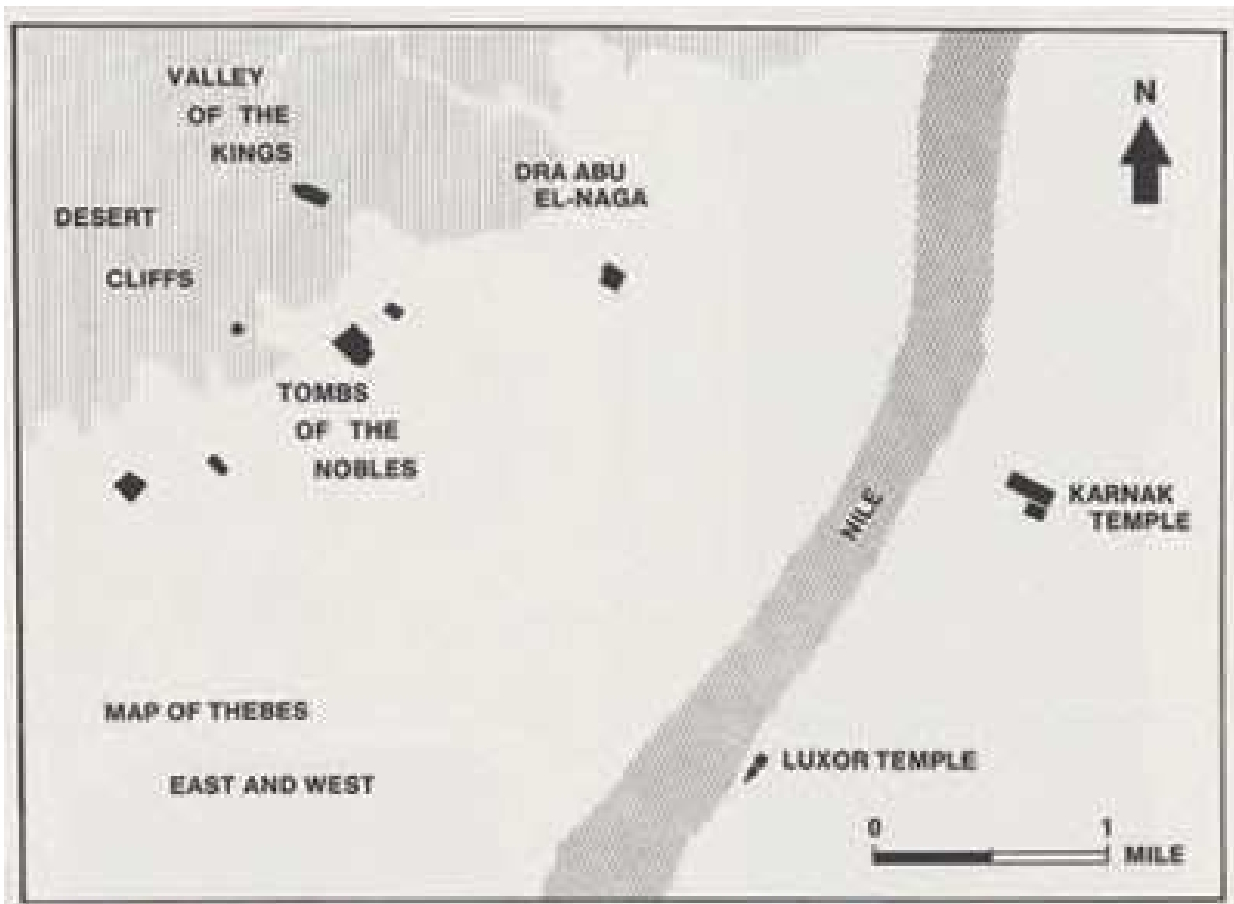 VALLEY
OF THE
KINGS
N
DRA ABU
EL-NAGA
DESERT
CLIFFS
TOMBS
OF THE
NOBLES
NILE
KARNAK
TEMPLE
MAP OF THEBES
EAST AND WEST
LUXOR TEMPLE
0 1
MILE